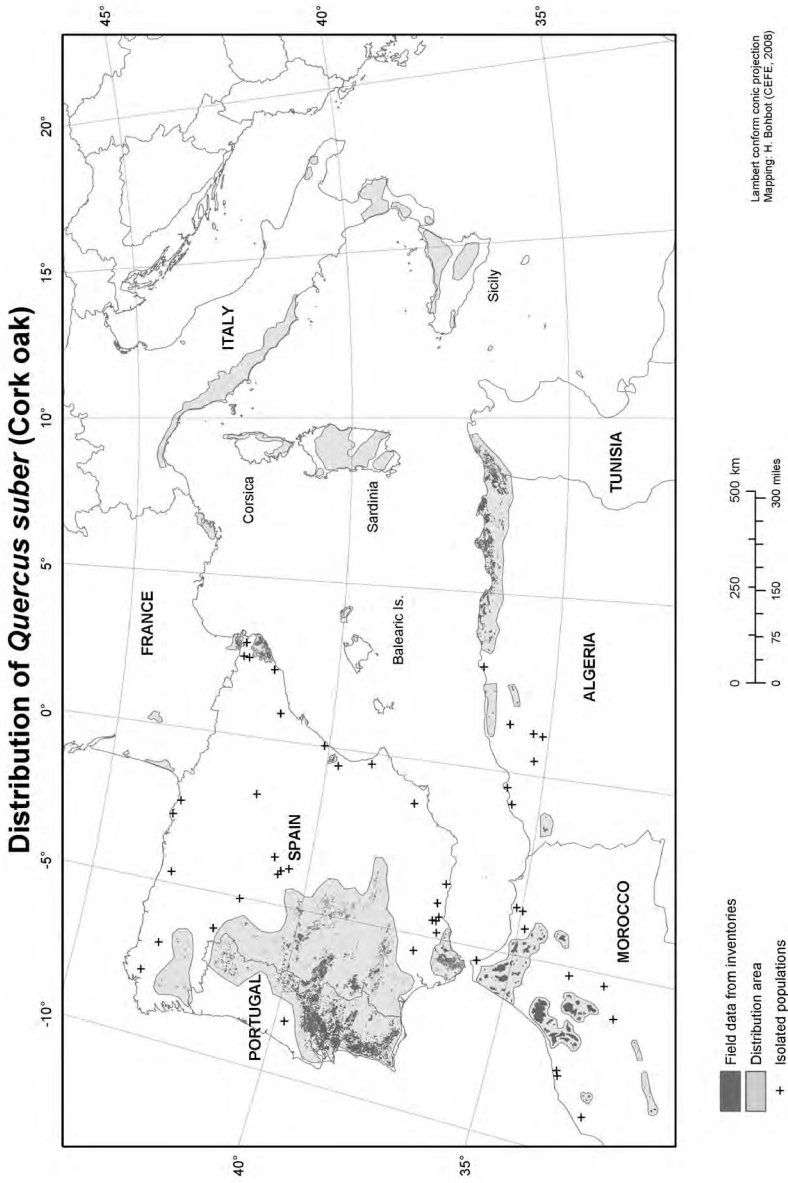 Distribution of Quercus suber (Cork oak)
-10°
-5°
0°
5°
10°
15°
20°
45°
40°
35°
40°
35°
FRANCE
ITALY
Corsica
Sardinia
Sicily
Balearic Is.
SPAIN
PORTUGAL
MOROCCO
ALGERIA
TUNISIA
Field data from inventories
Distribution area
+ Isolated populations
0 250 500 km
0 75 150 300 miles
Lambert conform conic projection
Mapping: H. Bohbot (CEFE, 2008)